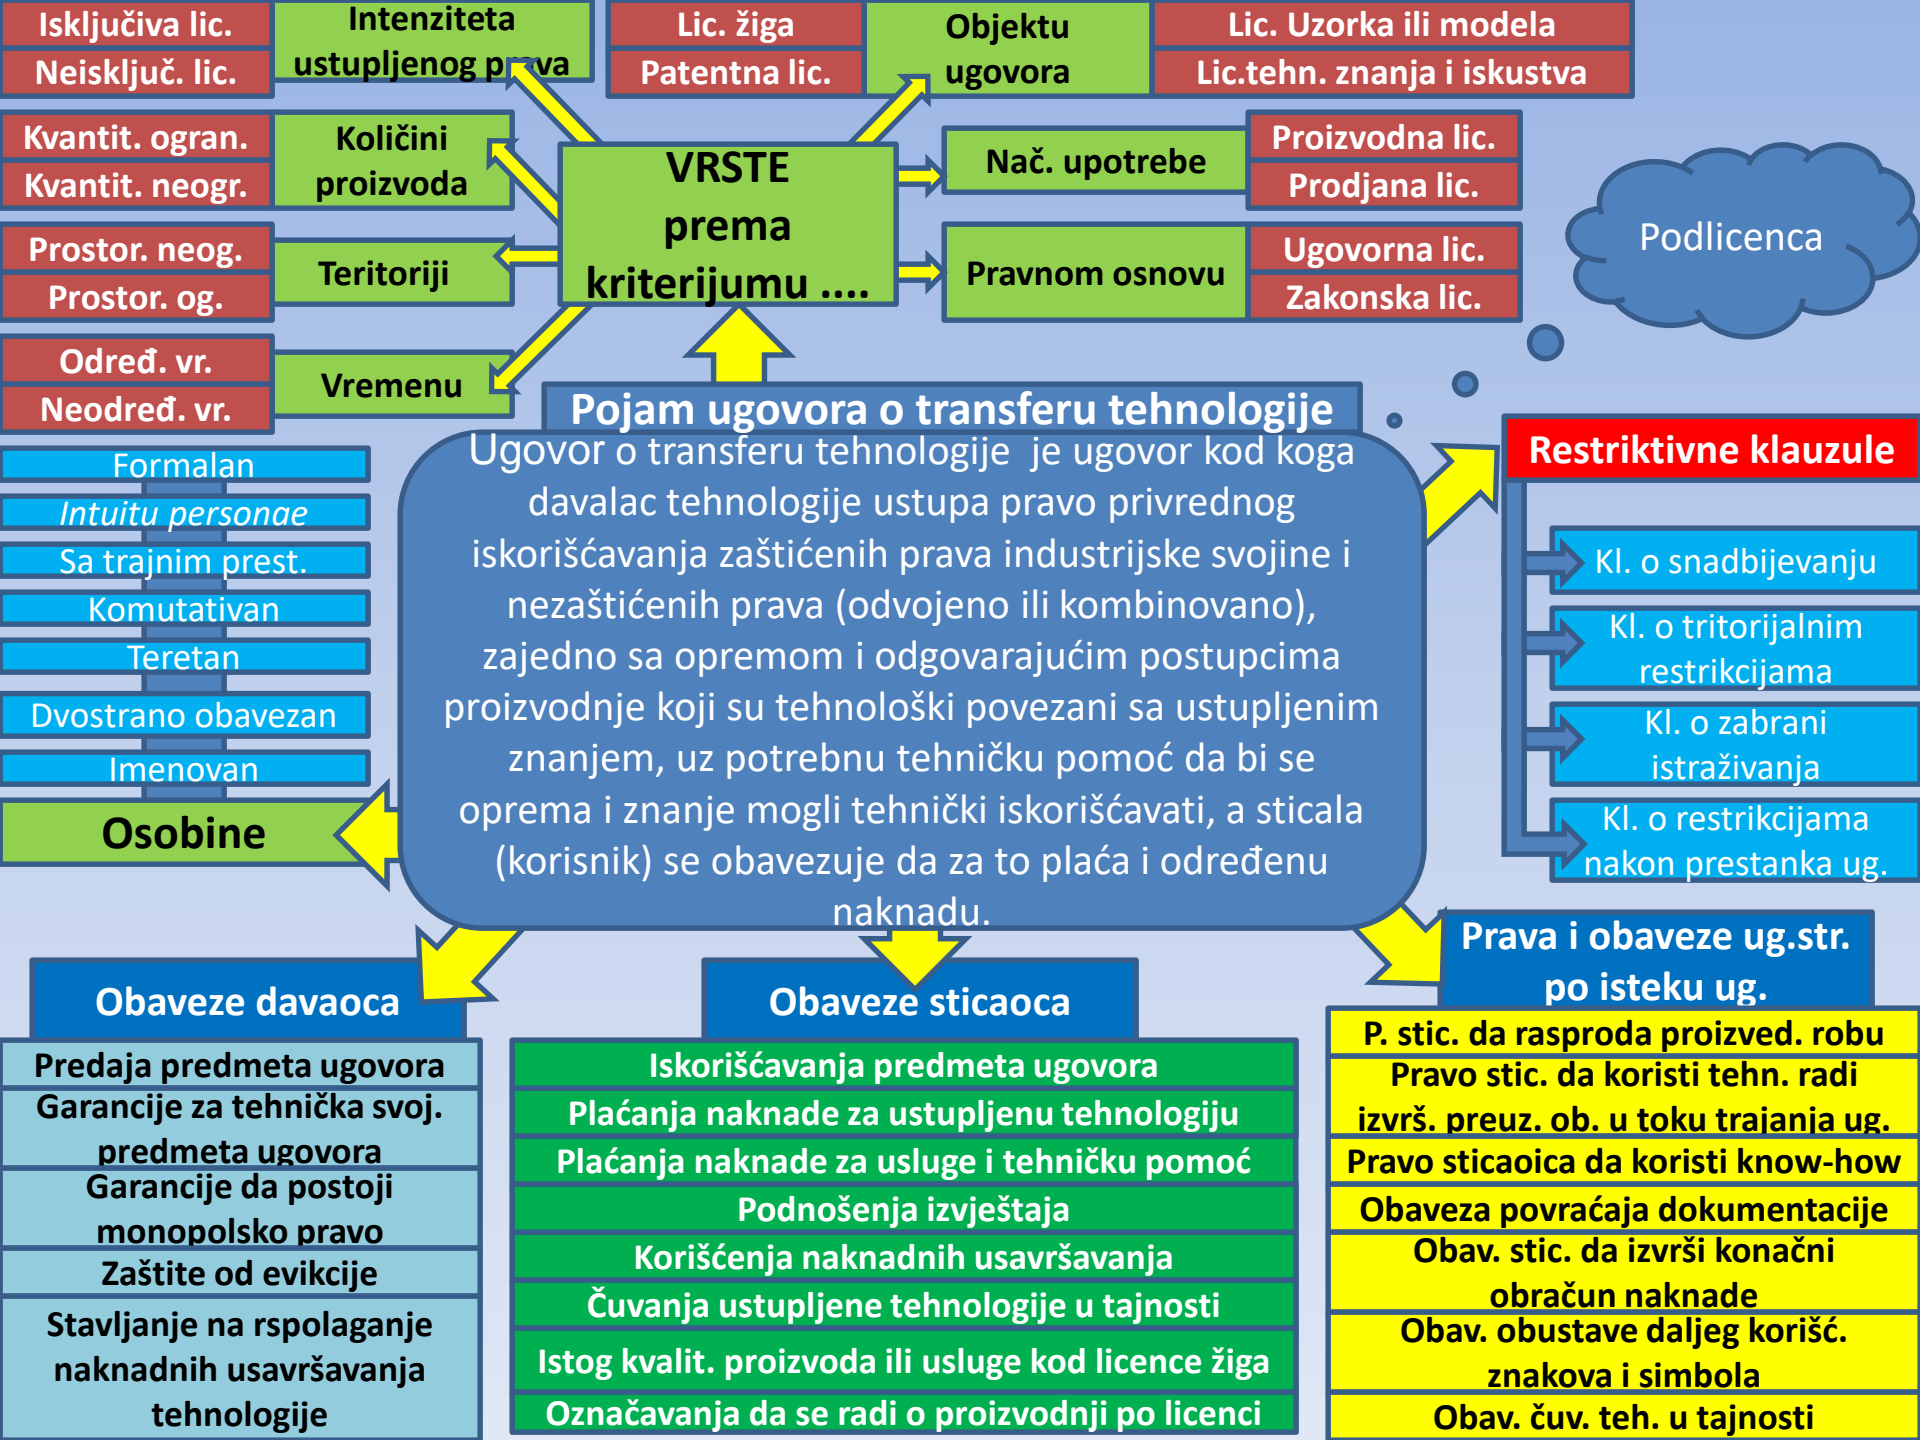 Isključiva lic.
Neisključ. lic.
Intenziteta
ustupljenog prava
Lic. žiga
Patentna lic.
Objektu
ugovora
Lic. Uzorka ili modela
Lic.tehn. znanja i iskustva
Kvantit. ogran.
Kvantit. neogr.
Količini
proizvoda
VRSTE
prema
kriterijumu ....
Nač. upotrebe
Proizvodna lic.
Prodjana lic.
Prostor. neog.
Prostor. og.
Teritoriji
Pravnom osnovu
Ugovorna lic.
Zakonska lic.
Podlicenca
Određ. vr.
Neodređ. vr.
Vremenu
Pojam ugovora o transferu tehnologije
Ugovor o transferu tehnologije je ugovor kod koga
davalac tehnologije ustupa pravo privrednog
iskorišćavanja zaštićenih prava industrijske svojine i
nezaštićenih prava (odvojeno ili kombinovano),
zajedno sa opremom i odgovarajućim postupcima
proizvodnje koji su tehnološki povezani sa ustupljenim
znanjem, uz potrebnu tehničku pomoć da bi se
oprema i znanje mogli tehnički iskorišćavati, a sticala
(korisnik) se obavezuje da za to plaća i određenu
naknadu.
Formalan
Intuitu personae
Sa trajnim prest.
Komutativan
Teretan
Dvostrano obavezan
Imenovan
Osobine
Restriktivne klauzule
Kl. o snadbijevanju
Kl. o tritorijalnim
restrikcijama
Kl. o zabrani
istraživanja
Kl. o restrikcijama
nakon prestanka ug.
Obaveze davaoca
Predaja predmeta ugovora
Garancije za tehnička svoj.
predmeta ugovora
Garancije da postoji
monopolsko pravo
Zaštite od evikcije
Stavljanje na rspolaganje
naknadnih usavršavanja
tehnologije
Obaveze sticaoca
Iskorišćavanja predmeta ugovora
Plaćanja naknade za ustupljenu tehnologiju
Plaćanja naknade za usluge i tehničku pomoć
Podnošenja izvještaja
Korišćenja naknadnih usavršavanja
Čuvanja ustupljene tehnologije u tajnosti
Istog kvalit. proizvoda ili usluge kod licence žiga
Označavanja da se radi o proizvodnji po licenci
Prava i obaveze ug.str.
po isteku ug.
P. stic. da rasproda proizved. robu
Pravo stic. da koristi tehn. radi
izvrš. preuz. ob. u toku trajanja ug.
Pravo sticaoica da koristi know-how
Obaveza povraćaja dokumentacije
Obav. stic. da izvrši konačni
obračun naknade
Obav. obustave daljeg korišć.
znakova i simbola
Obav. čuv. teh. u tajnosti